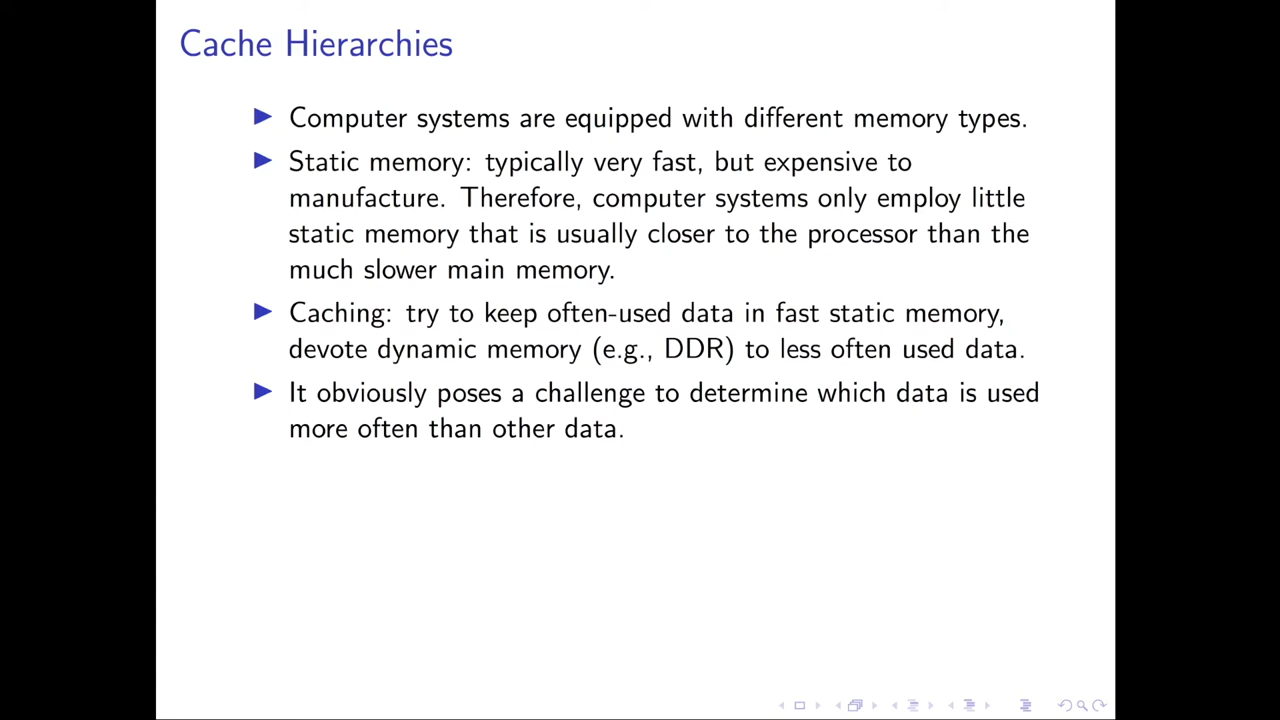 Cache Hierarchies
Computer systems are equipped with different memory types.
Static memory: typically very fast, but expensive to
manufacture. Therefore, computer systems only employ little
static memory that is usually closer to the processor than the
much slower main memory.
Caching: try to keep often-used data in fast static memory,
devote dynamic memory (e.g., DDR) to less often used data.
It obviously poses a challenge to determine which data is used
more often than other data.